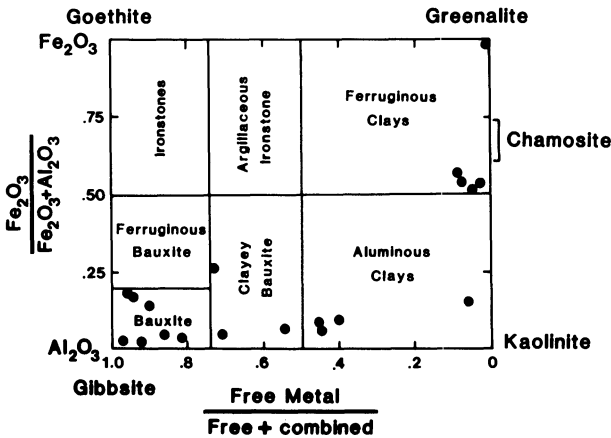 Goethite
Greenalite
Fe₂O₃
Ironstones
Argillaceous
Ironstone
Ferruginous
Clays
.75
Chamosite
Fe₂O₃
Fe₂O₃+Al₂O₃
.50
Ferruginous
Bauxite
Clayey
Bauxite
Aluminous
Clays
.25
Bauxite
Al₂O₃
Kaolinite
1.0
.8
.6
.4
.2
0
Gibbsite
Free Metal
Free + combined